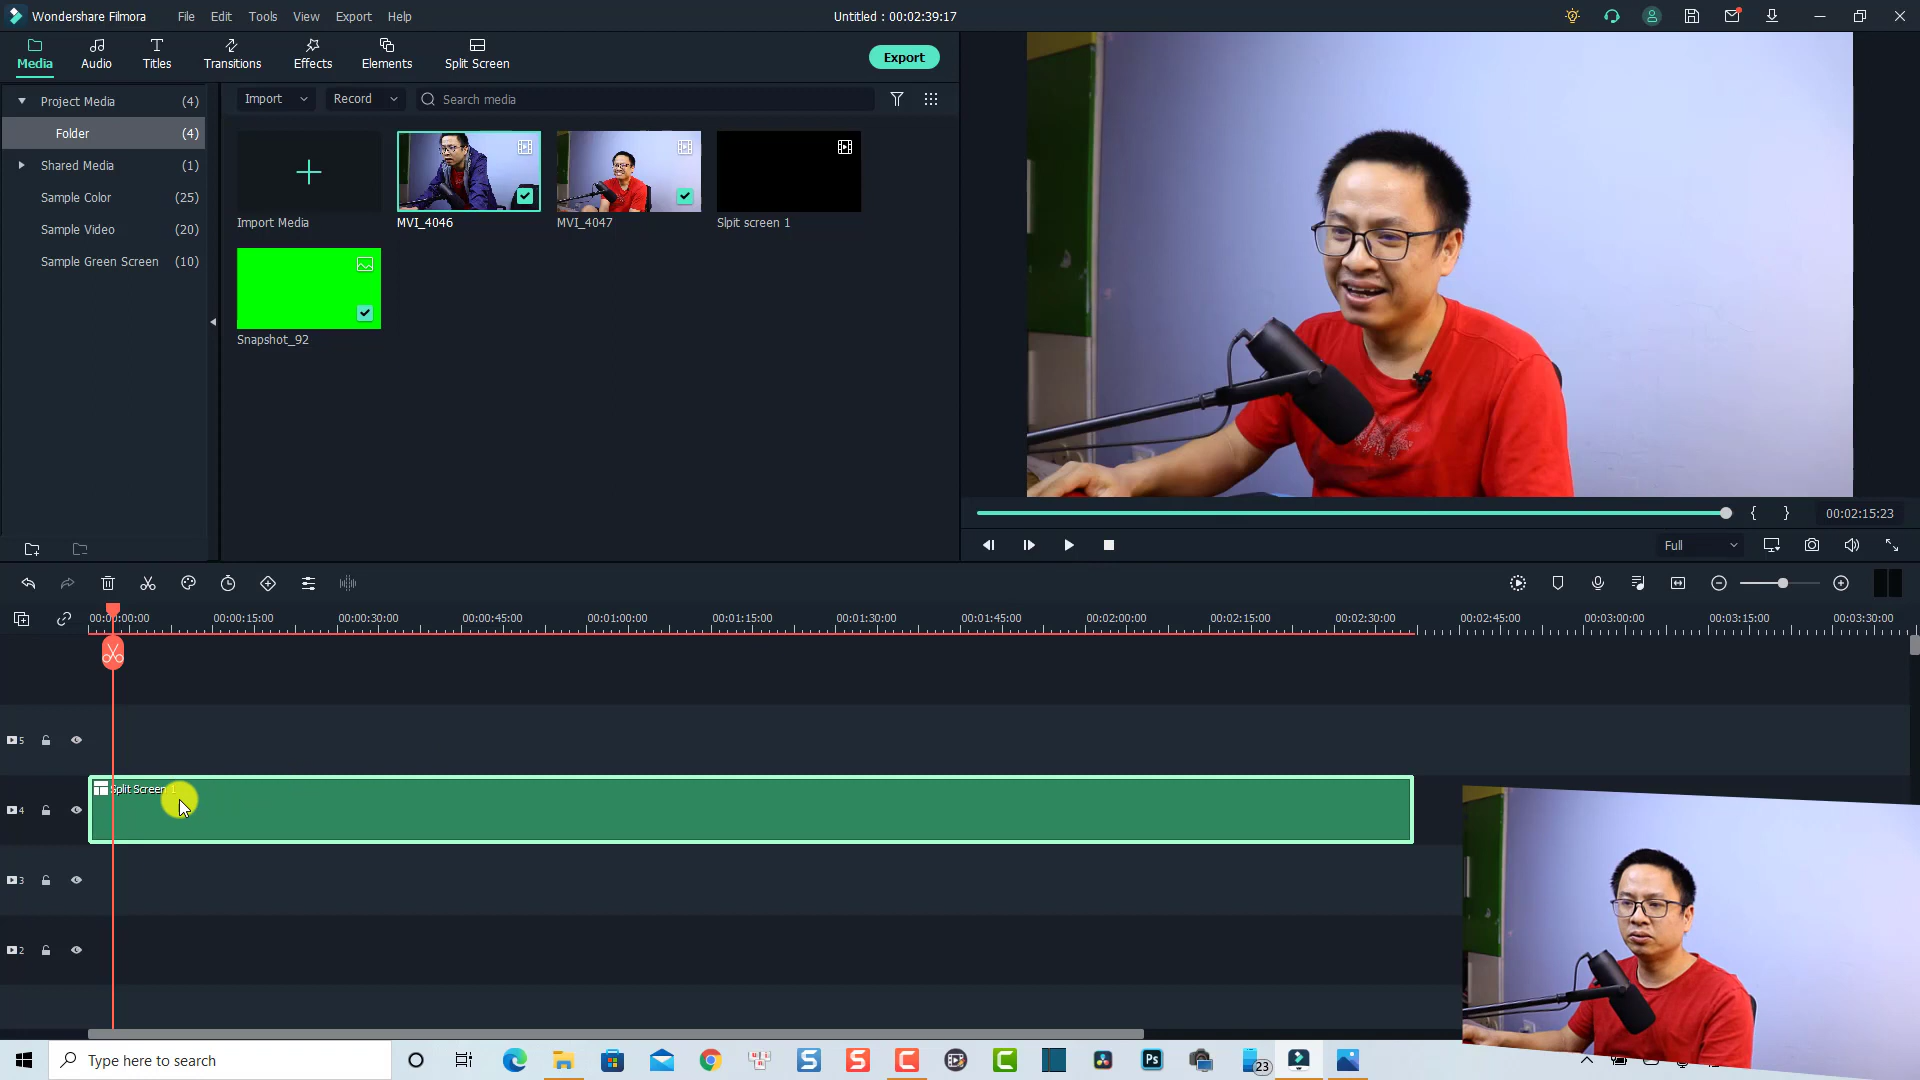 Wondershare Filmora File Edit Tools View Export Help Untitled : 00:02:39:17
Media Audio Titles Transitions Effects Elements Split Screen Export
Project Media (4)
Folder (4)
Shared Media (1)
Sample Color (25)
Sample Video (20)
Sample Green Screen (10)
Import Record Search media
Import Media MVI_4046 MVI_4047 Slpit screen 1
Snapshot_92
{ } 00:02:15:23
Full
00:00:00:00 00:00:15:00 00:00:30:00 00:00:45:00 00:01:00:00 00:01:15:00 00:01:30:00 00:01:45:00 00:02:00:00 00:02:15:00 00:02:30:00 00:02:45:00 00:03:00:00 00:03:15:00 00:03:30:00
5
Split Screen 1
4
3
2
Type here to search
S S C C Ps 23